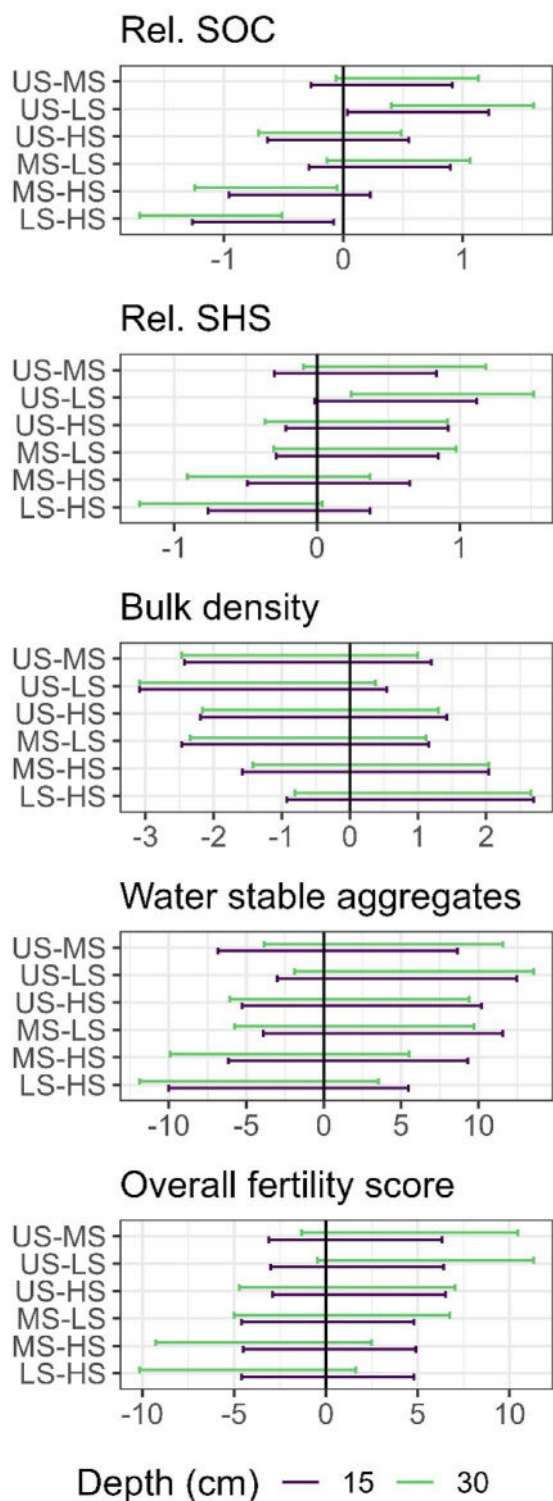 Rel. SOC
US-MS
US-LS
US-HS
MS-LS
MS-HS
LS-HS
-1 0 1
Rel. SHS
US-MS
US-LS
US-HS
MS-LS
MS-HS
LS-HS
-1 0 1
Bulk density
US-MS
US-LS
US-HS
MS-LS
MS-HS
LS-HS
-3 -2 -1 0 1 2
Water stable aggregates
US-MS
US-LS
US-HS
MS-LS
MS-HS
LS-HS
-10 -5 0 5 10
Overall fertility score
US-MS
US-LS
US-HS
MS-LS
MS-HS
LS-HS
-10 -5 0 5 10
Depth (cm) 15 30